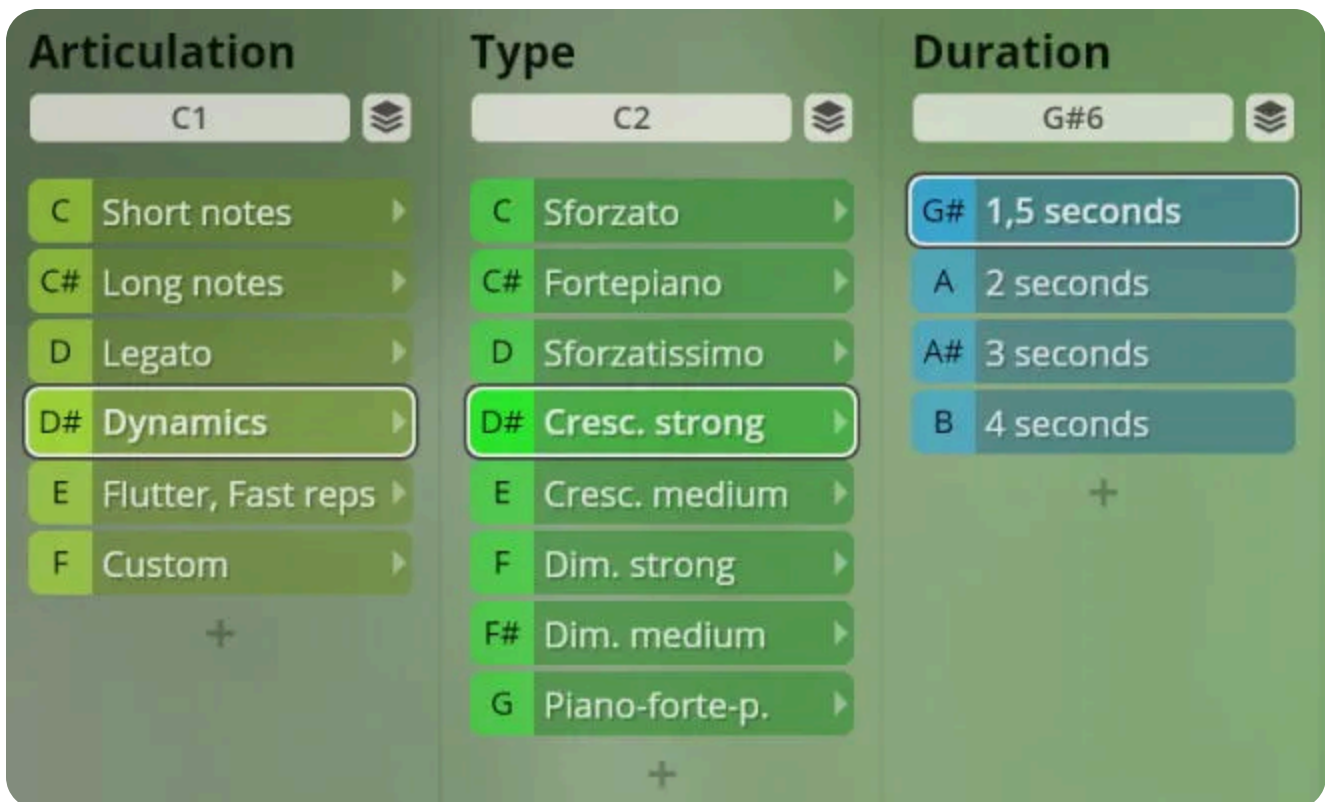 Articulation
C1
C Short notes
C# Long notes
D Legato
D# Dynamics
E Flutter, Fast reps
F Custom
+
Type
C2
C Sforzato
C# Fortepiano
D Sforzatissimo
D# Cresc. strong
E Cresc. medium
F Dim. strong
F# Dim. medium
G Piano-forte-p.
+
Duration
G#6
G# 1,5 seconds
A 2 seconds
A# 3 seconds
B 4 seconds
+